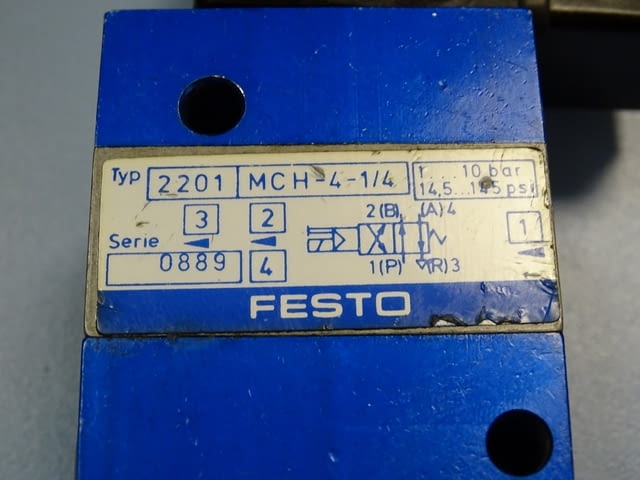 Typ 2201 MCH-4-1/4 1...10 bar
14,5...145 psi
3 2 2(B) (A)4 1
Serie
0889 4 1(P) (R)3
FESTO